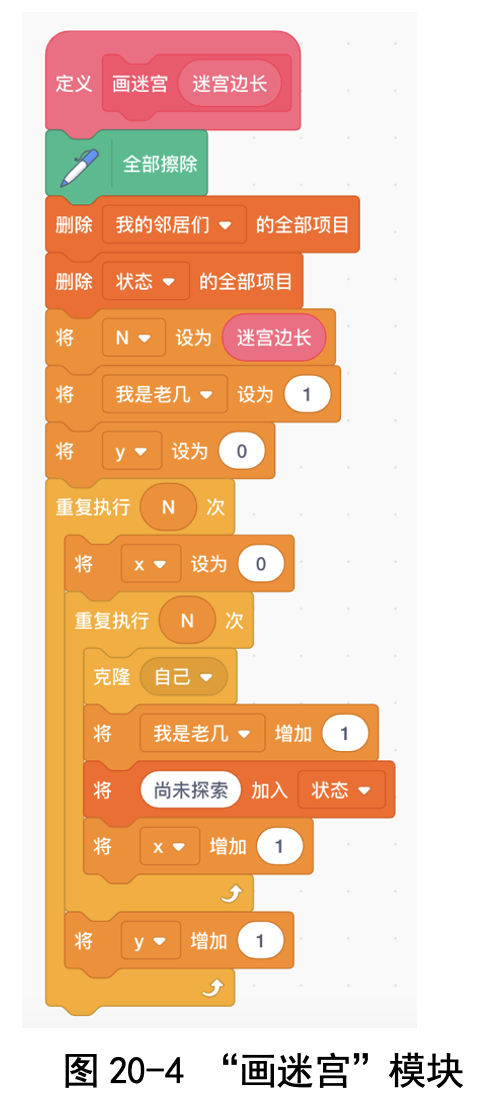 定义 画迷宫 迷宫边长
全部擦除
删除 我的邻居们 的全部项目
删除 状态 的全部项目
将 N 设为 迷宫边长
将 我是老几 设为 1
将 y 设为 0
重复执行 N 次
将 x 设为 0
重复执行 N 次
克隆 自己
将 我是老几 增加 1
将 尚未探索 加入 状态
将 x 增加 1
将 y 增加 1
图 20-4 “画迷宫”模块